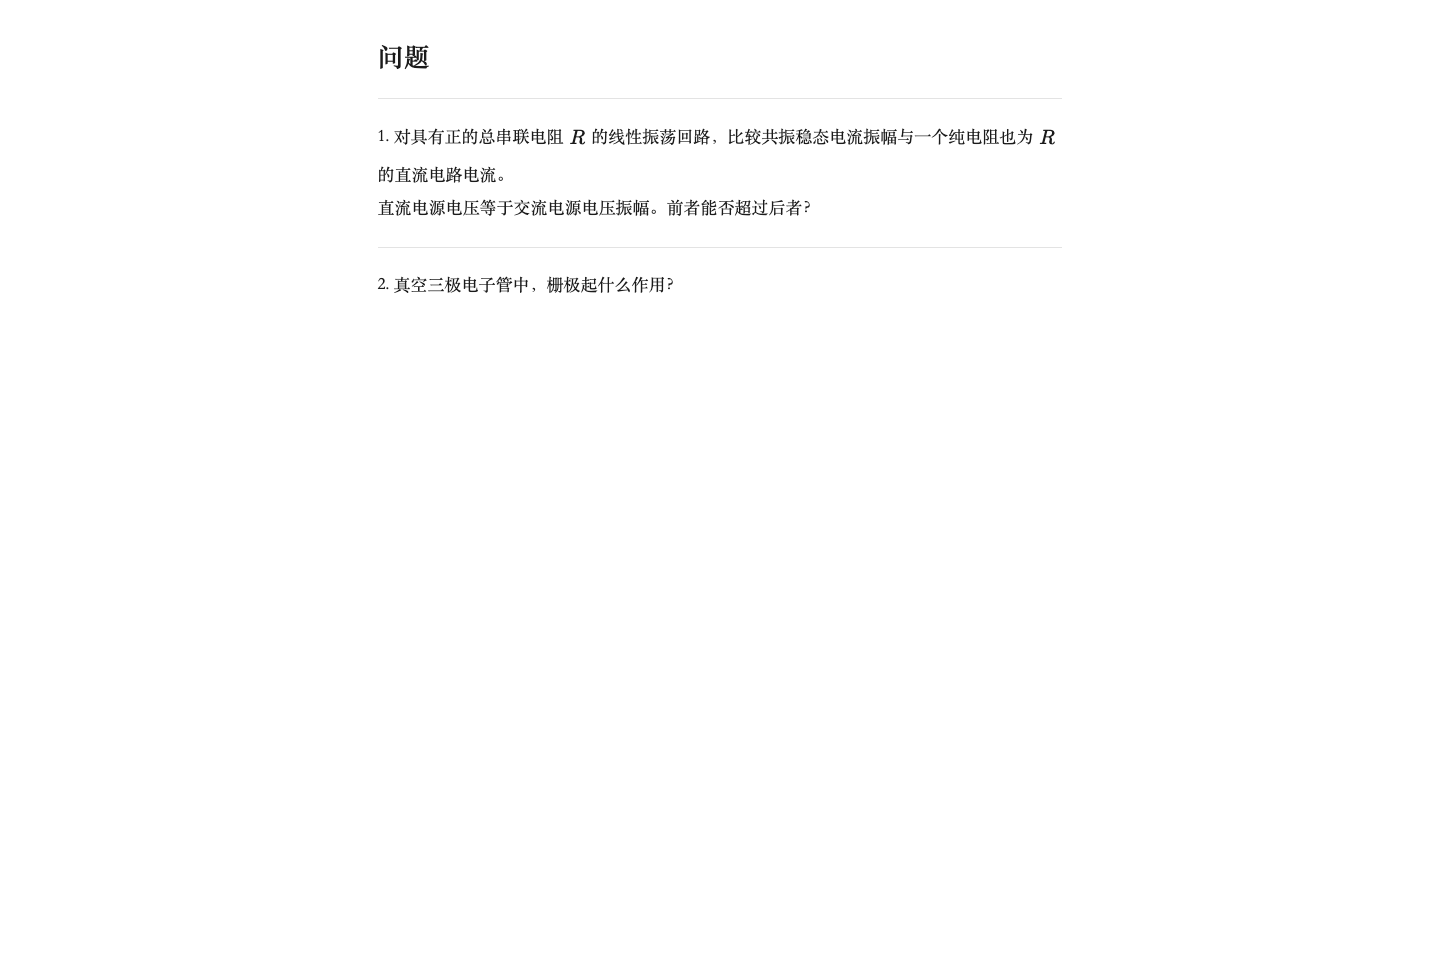 问题
1. 对具有正的总串联电阻 R 的线性振荡回路，比较共振稳态电流振幅与一个纯电阻也为 R
的直流电路电流。
直流电源电压等于交流电源电压振幅。前者能否超过后者？
2. 真空三极电子管中，栅极起什么作用？